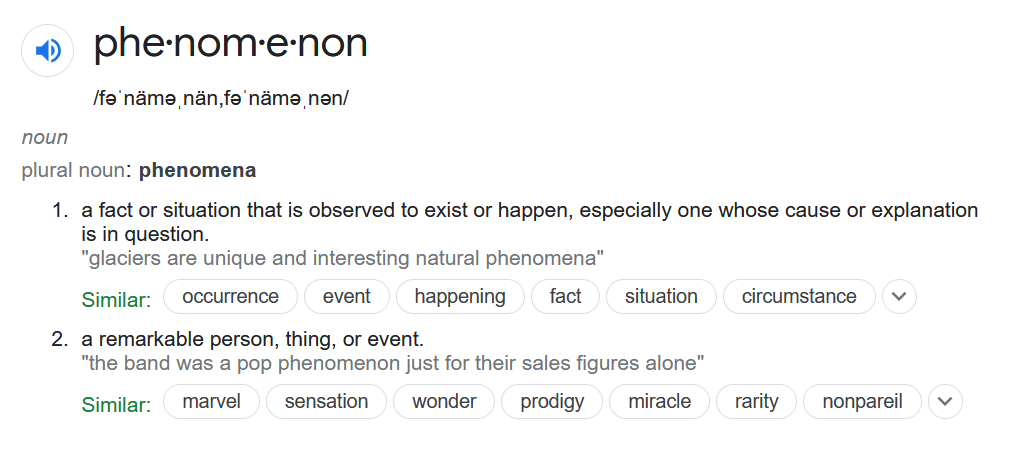 phe·nom·e·non
/fəˈnäməˌnän,fəˈnäməˌnən/
noun
plural noun: phenomena
1. a fact or situation that is observed to exist or happen, especially one whose cause or explanation
is in question.
"glaciers are unique and interesting natural phenomena"
Similar: occurrence event happening fact situation circumstance
2. a remarkable person, thing, or event.
"the band was a pop phenomenon just for their sales figures alone"
Similar: marvel sensation wonder prodigy miracle rarity nonpareil